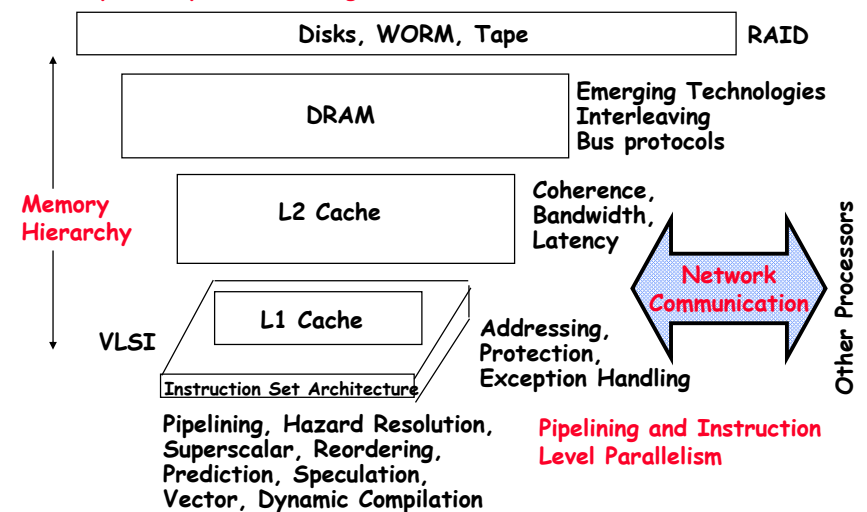 Disks, WORM, Tape
RAID
DRAM
Emerging Technologies
Interleaving
Bus protocols
Memory
Hierarchy
L2 Cache
Coherence,
Bandwidth,
Latency
Network
Communication
Other Processors
L1 Cache
VLSI
Addressing,
Protection,
Exception Handling
Instruction Set Architecture
Pipelining, Hazard Resolution,
Superscalar, Reordering,
Prediction, Speculation,
Vector, Dynamic Compilation
Pipelining and Instruction
Level Parallelism